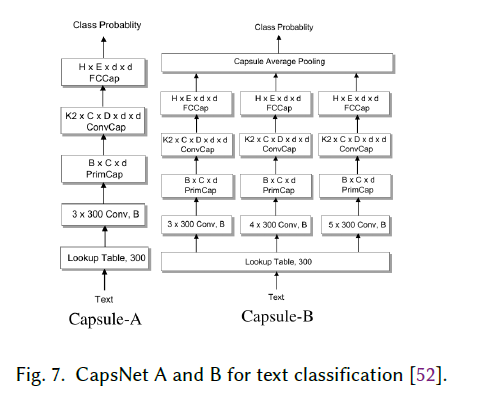 Class Probablity
H x E x d x d
FCCap
K2 x C x D x d x d
ConvCap
B x C x d
PrimCap
3 x 300 Conv, B
Lookup Table, 300
Text
Capsule-A
Class Probablity
Capsule Average Pooling
H x E x d x d
FCCap
H x E x d x d
FCCap
H x E x d x d
FCCap
K2 x C x D x d x d
ConvCap
K2 x C x D x d x d
ConvCap
K2 x C x D x d x d
ConvCap
B x C x d
PrimCap
B x C x d
PrimCap
B x C x d
PrimCap
3 x 300 Conv, B
4 x 300 Conv, B
5 x 300 Conv, B
Lookup Table, 300
Text
Capsule-B
Fig. 7. CapsNet A and B for text classification [52].